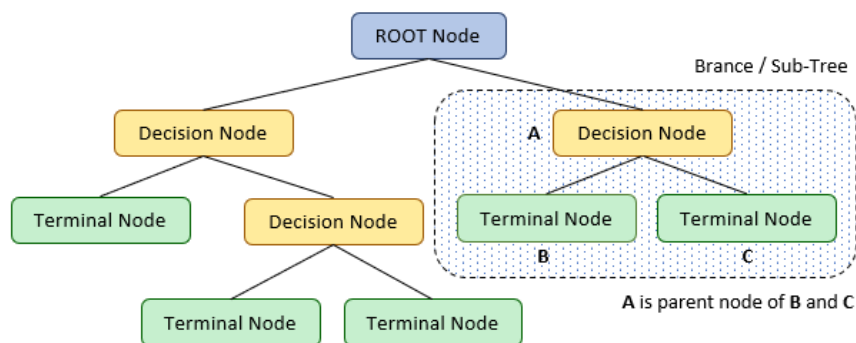 ROOT Node
Brance / Sub-Tree
Decision Node
A
Decision Node
Terminal Node
Decision Node
Terminal Node
Terminal Node
B
C
Terminal Node
Terminal Node
A is parent node of B and C